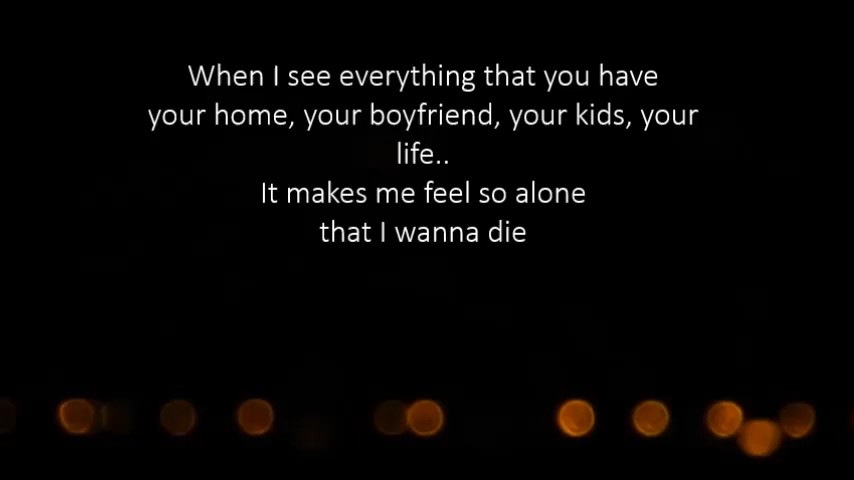 When I see everything that you have
your home, your boyfriend, your kids, your
life..
It makes me feel so alone
that I wanna die